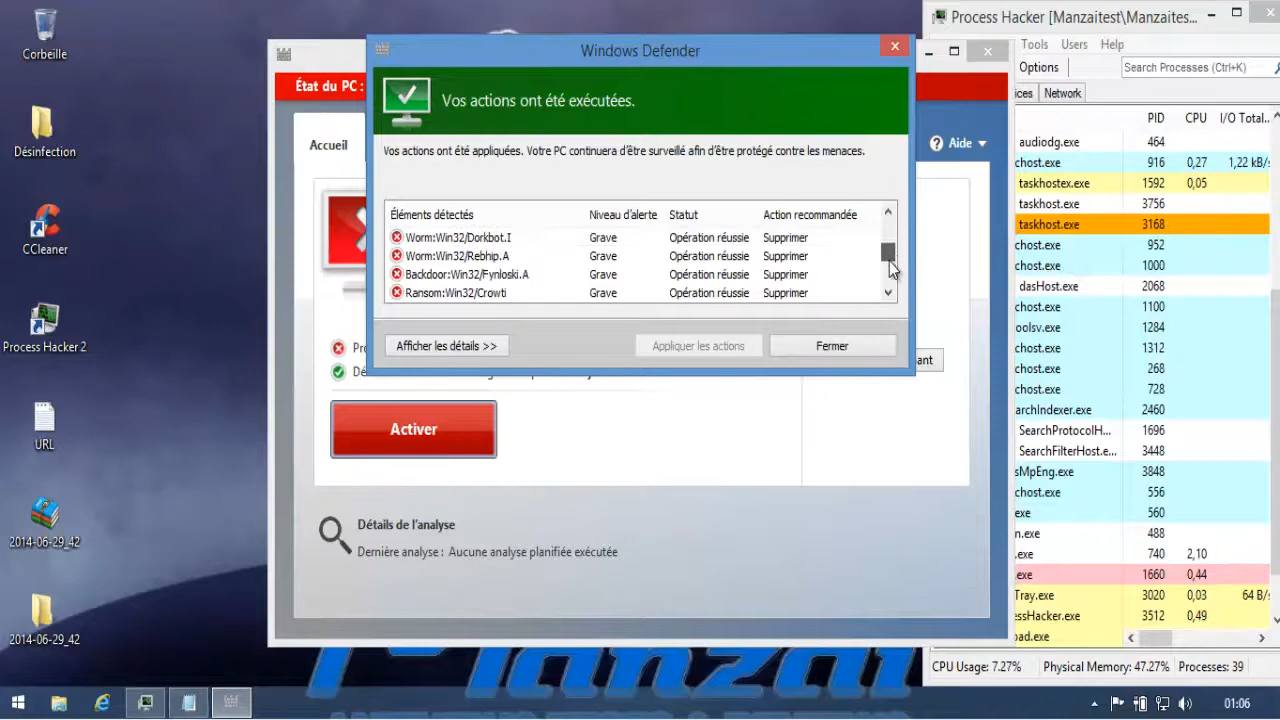 Corbeille
Désinfection
CCleaner
Process Hacker 2
URL
2014-06-29_42
2014-06-29_42
État du PC :
Accueil
Aide
Activer
Détails de l'analyse
Dernière analyse : Aucune analyse planifiée exécutée
Windows Defender
Vos actions ont été exécutées.
Vos actions ont été appliquées. Votre PC continuera d'être surveillé afin d'être protégé contre les menaces.
Éléments détectés Niveau d'alerte Statut Action recommandée
Worm:Win32/Dorkbot.I Grave Opération réussie Supprimer
Worm:Win32/Rebhip.A Grave Opération réussie Supprimer
Backdoor:Win32/Fynloski.A Grave Opération réussie Supprimer
Ransom:Win32/Crowti Grave Opération réussie Supprimer
Afficher les détails >> Appliquer les actions Fermer
ant
Process Hacker [Manzaitest\Manzaites...
Tools Users Help
Options Search Processes (Ctrl+K)
ices Network
PID CPU I/O Total...
audiodg.exe 464
chost.exe 916 0,27 1,22 kB/
taskhostex.exe 1592 0,05
taskhost.exe 3756
taskhost.exe 3168
chost.exe 952
chost.exe 1000
dasHost.exe 2068
chost.exe 1100
oolsv.exe 1284
chost.exe 1312
chost.exe 268
chost.exe 728
archIndexer.exe 2460
SearchProtocolH... 1696
SearchFilterHost.e... 3448
sMpEng.exe 3848
chost.exe 556
exe 560
n.exe 488
.exe 740 2,10
.exe 1660 0,44
Tray.exe 3020 0,03 64 B/
essHacker.exe 3512 0,49
pad.exe
CPU Usage: 7.27% Physical Memory: 47.27% Processes: 39
Manzai
01:06